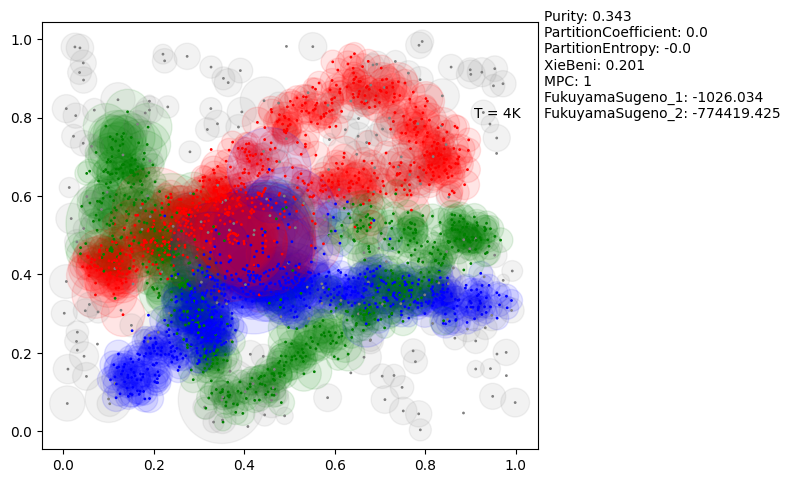 Purity: 0.343
PartitionCoefficient: 0.0
PartitionEntropy: -0.0
XieBeni: 0.201
MPC: 1
FukuyamaSugeno_1: -1026.034
FukuyamaSugeno_2: -774419.425
T = 4K
1.0
0.8
0.6
0.4
0.2
0.0
0.0 0.2 0.4 0.6 0.8 1.0